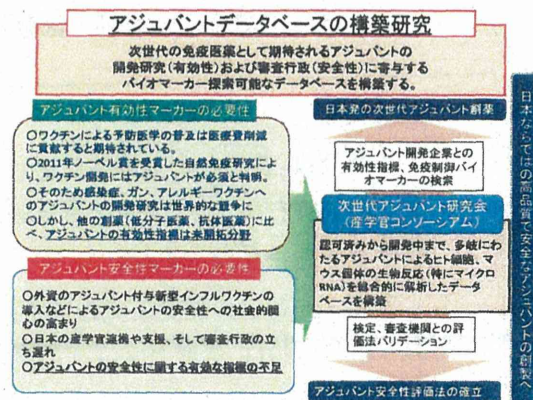 アジュバントデータベースの構築研究
次世代の免疫医薬として期待されるアジュバントの
開発研究(有効性)および審査行政(安全性)に寄与する
バイオマーカー探索可能なデータベースを構築する。
アジュバント有効性マーカーの必要性
○ワクチンによる予防医学の普及は医療費削減
に貢献すると期待されている。
○2011年ノーベル賞を受賞した自然免疫研究によ
り、ワクチン開発にはアジュバントが必須と判明。
○そのため感染症、ガン、アレルギーワクチンへ
のアジュバントの開発研究は世界的な競争に
○しかし、他の創薬(低分子医薬、抗体医薬)に比
べ、アジュバントの有効性指標は未開拓分野
アジュバント安全性マーカーの必要性
○外資のアジュバント付与新型インフルワクチンの
導入などによるアジュバントの安全性への社会的関
心の高まり
○日本の産学官連携や支援、そして審査行政の立
ち遅れ
○アジュバントの安全性に関する有効な指標の不足
日本発の次世代アジュバント創薬
アジュバント開発企業との
有効性指標、免疫制御バイ
オマーカーの検索
次世代アジュバント研究会
(産学官コンソーシアム)
認可済みから開発中まで、多岐にわ
たるアジュバントによるヒト細胞、マ
ウス個体の生物反応(特にマイクロ
RNA)を総合的に解析したデータ
ベースを構築
検定、審査機関との評
価法バリデーション
アジュバント安全性評価法の確立
日本ならではの高品質で安全なアジュバントの創製へ